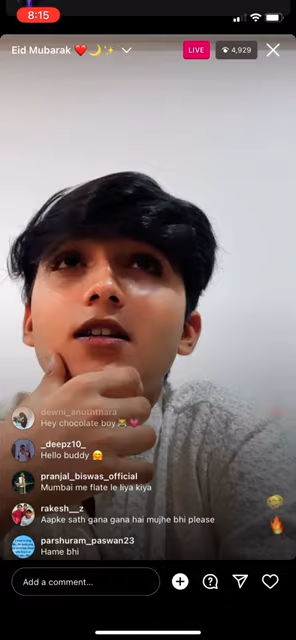 8:15
Eid Mubarak ❤️🌙✨
LIVE
4,929
dewni_anuththara
Hey chocolate boy🙈💗
_deepz10_
Hello buddy 🤗
pranjal_biswas_official
Mumbai me flate le liya kiya
rakesh__z
Aapke sath gana gana hai mujhe bhi please
parshuram_paswan23
Hame bhi
Add a comment...